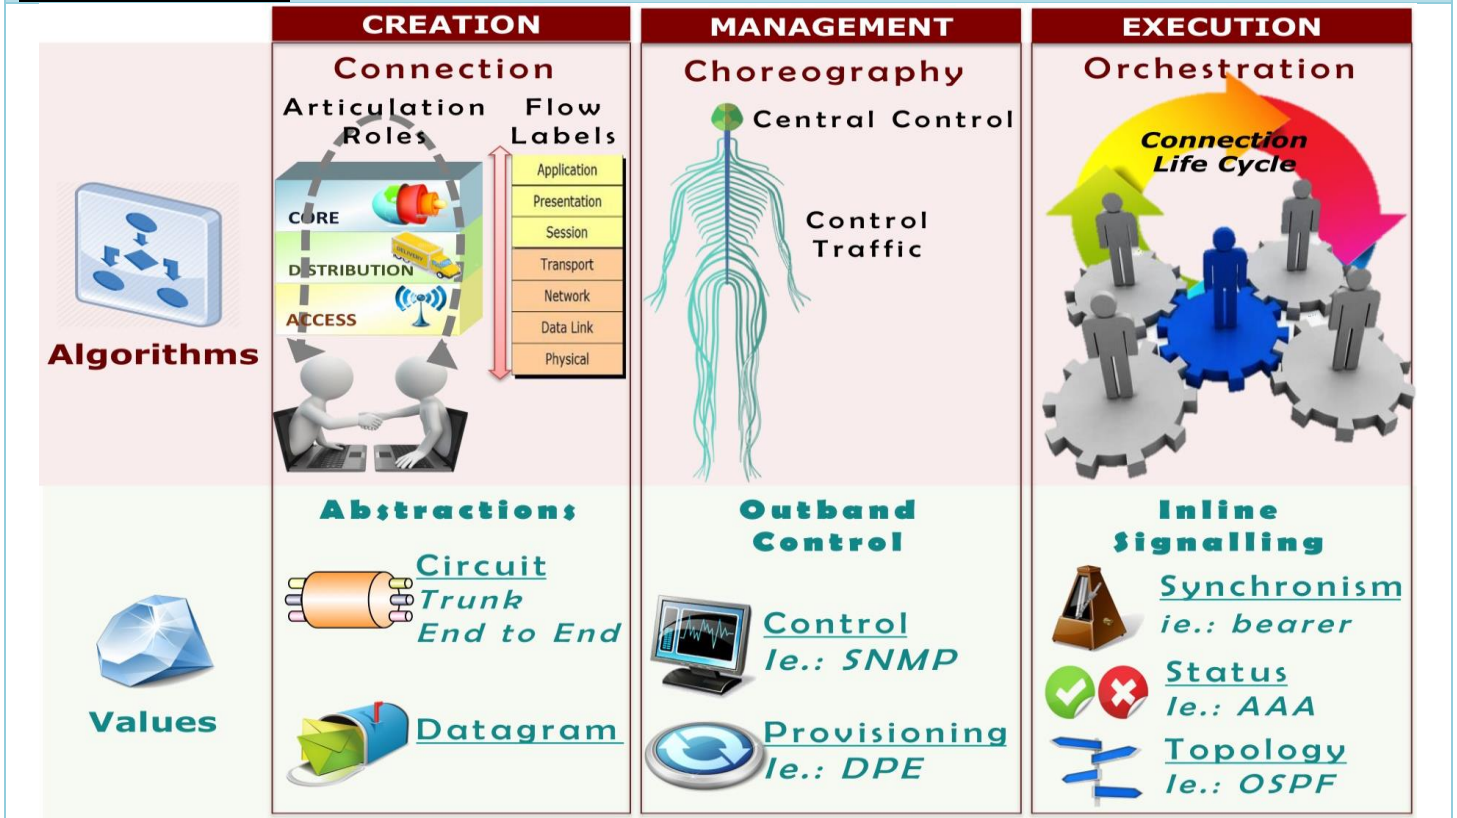 CREATION
MANAGEMENT
EXECUTION
Connection
Articulation
Roles
Flow
Labels
CORE
DISTRIBUTION
DELIVERY
ACCESS
Application
Presentation
Session
Transport
Network
Data Link
Physical
Choreography
Central Control
Control
Traffic
Orchestration
Connection
Life Cycle
Algorithms
Abstractions
Circuit
Trunk
End to End
Datagram
Outband
Control
Control
Ie.: SNMP
Provisioning
Ie.: DPE
Inline
Signalling
Synchronism
ie.: bearer
Status
Ie.: AAA
Topology
Ie.: OSPF
Values